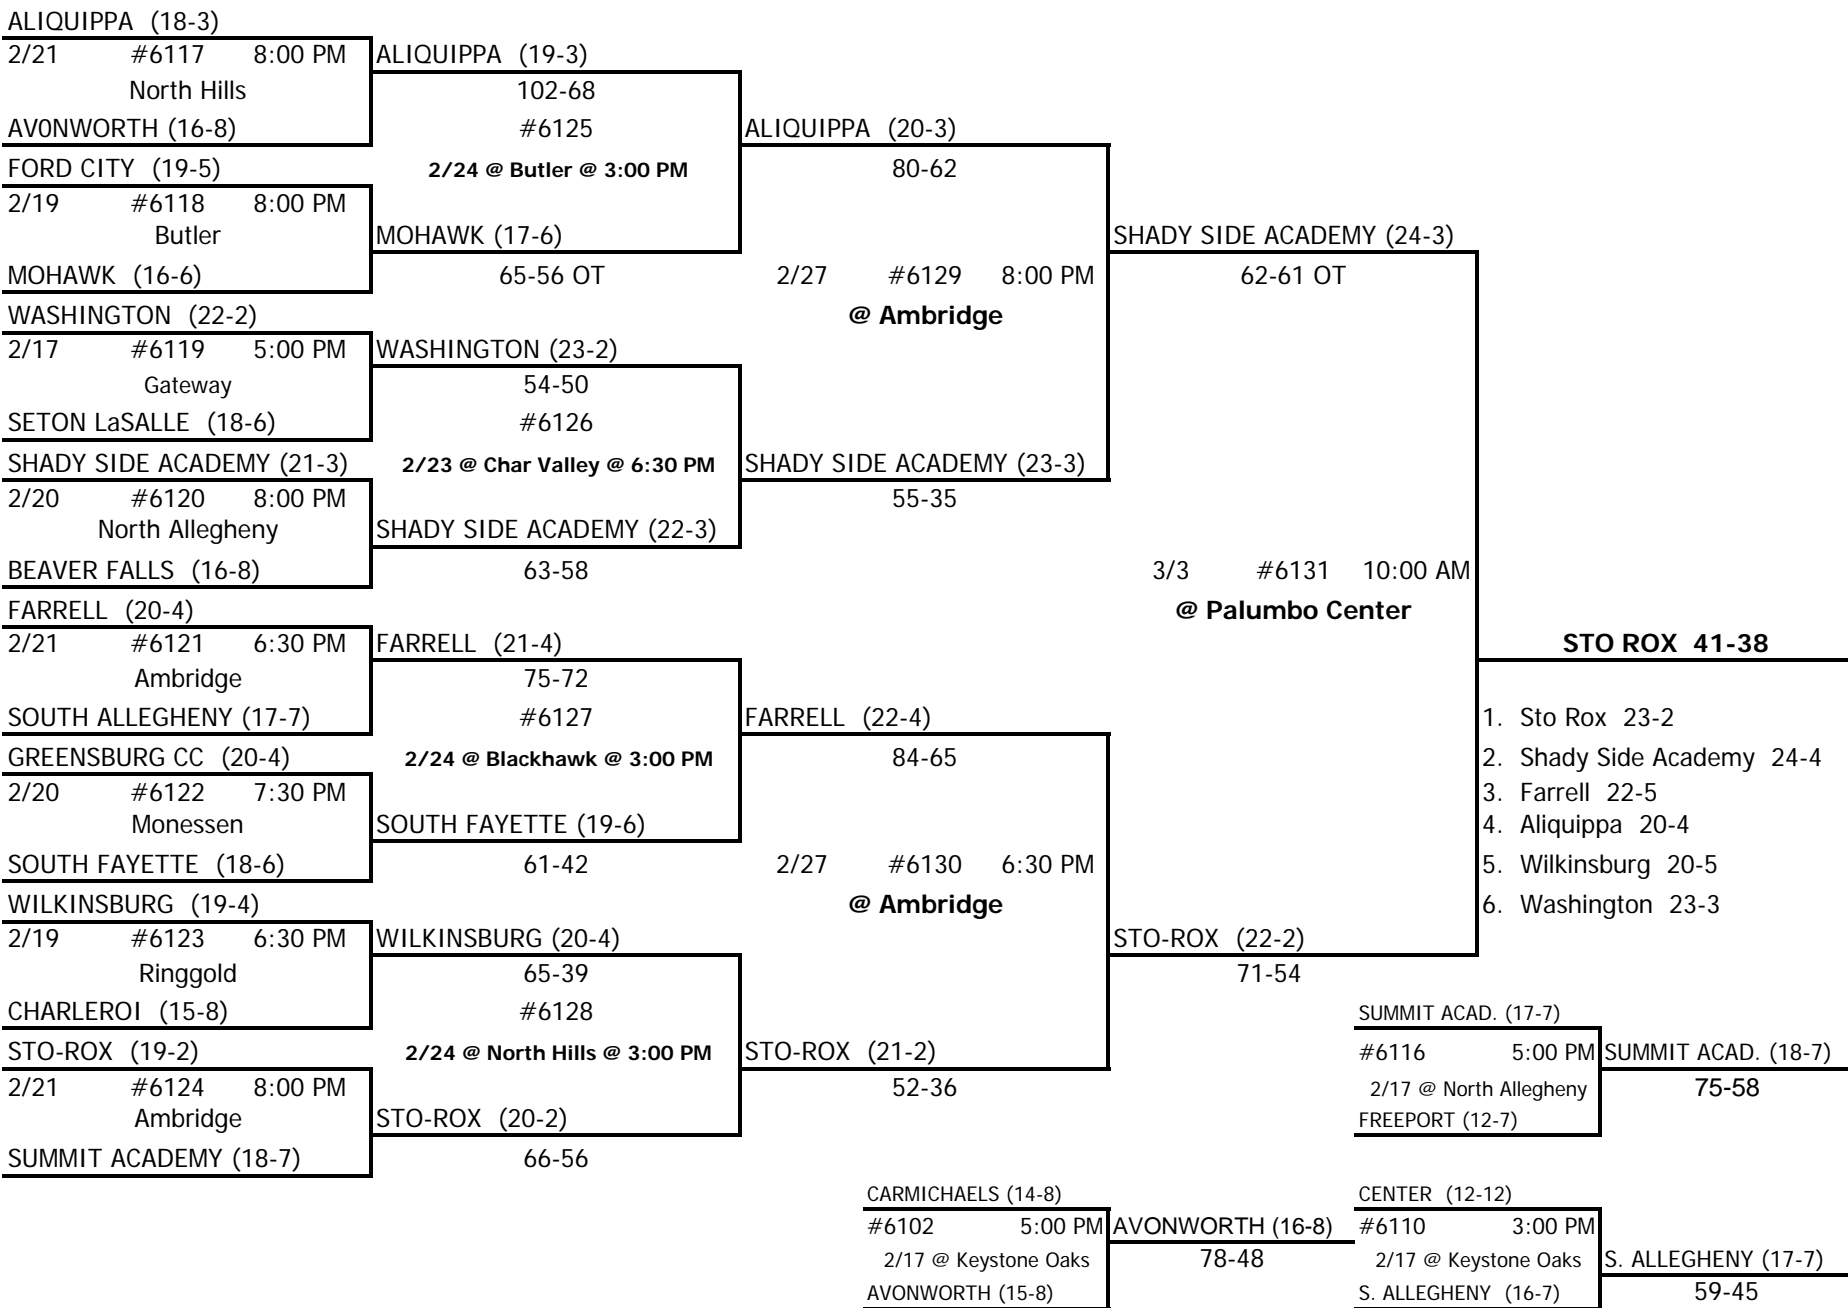 ALIQUIPPA (18-3)
2/21 #6117 8:00 PM
North Hills
AV0NWORTH (16-8)
FORD CITY (19-5)
2/19 #6118 8:00 PM
Butler
MOHAWK (16-6)
WASHINGTON (22-2)
2/17 #6119 5:00 PM
Gateway
SETON LaSALLE (18-6)
SHADY SIDE ACADEMY (21-3)
2/20 #6120 8:00 PM
North Allegheny
BEAVER FALLS (16-8)
FARRELL (20-4)
2/21 #6121 6:30 PM
Ambridge
SOUTH ALLEGHENY (17-7)
GREENSBURG CC (20-4)
2/20 #6122 7:30 PM
Monessen
SOUTH FAYETTE (18-6)
WILKINSBURG (19-4)
2/19 #6123 6:30 PM
Ringgold
CHARLEROI (15-8)
STO-ROX (19-2)
2/21 #6124 8:00 PM
Ambridge
SUMMIT ACADEMY (18-7)
ALIQUIPPA (19-3)
102-68
#6125
2/24 @ Butler @ 3:00 PM
MOHAWK (17-6)
65-56 OT
WASHINGTON (23-2)
54-50
#6126
2/23 @ Char Valley @ 6:30 PM
SHADY SIDE ACADEMY (22-3)
63-58
FARRELL (21-4)
75-72
#6127
2/24 @ Blackhawk @ 3:00 PM
SOUTH FAYETTE (19-6)
61-42
WILKINSBURG (20-4)
65-39
#6128
2/24 @ North Hills @ 3:00 PM
STO-ROX (20-2)
66-56
ALIQUIPPA (20-3)
80-62
2/27 #6129 8:00 PM
@ Ambridge
SHADY SIDE ACADEMY (23-3)
55-35
FARRELL (22-4)
84-65
2/27 #6130 6:30 PM
@ Ambridge
STO-ROX (21-2)
52-36
SHADY SIDE ACADEMY (24-3)
62-61 OT
3/3 #6131 10:00 AM
@ Palumbo Center
STO-ROX (22-2)
71-54
STO ROX 41-38
1. Sto Rox 23-2
2. Shady Side Academy 24-4
3. Farrell 22-5
4. Aliquippa 20-4
5. Wilkinsburg 20-5
6. Washington 23-3
SUMMIT ACAD. (17-7)
#6116 5:00 PM
2/17 @ North Allegheny
FREEPORT (12-7)
SUMMIT ACAD. (18-7)
75-58
CARMICHAELS (14-8)
#6102 5:00 PM
2/17 @ Keystone Oaks
AVONWORTH (15-8)
AVONWORTH (16-8)
78-48
CENTER (12-12)
#6110 3:00 PM
2/17 @ Keystone Oaks
S. ALLEGHENY (16-7)
S. ALLEGHENY (17-7)
59-45